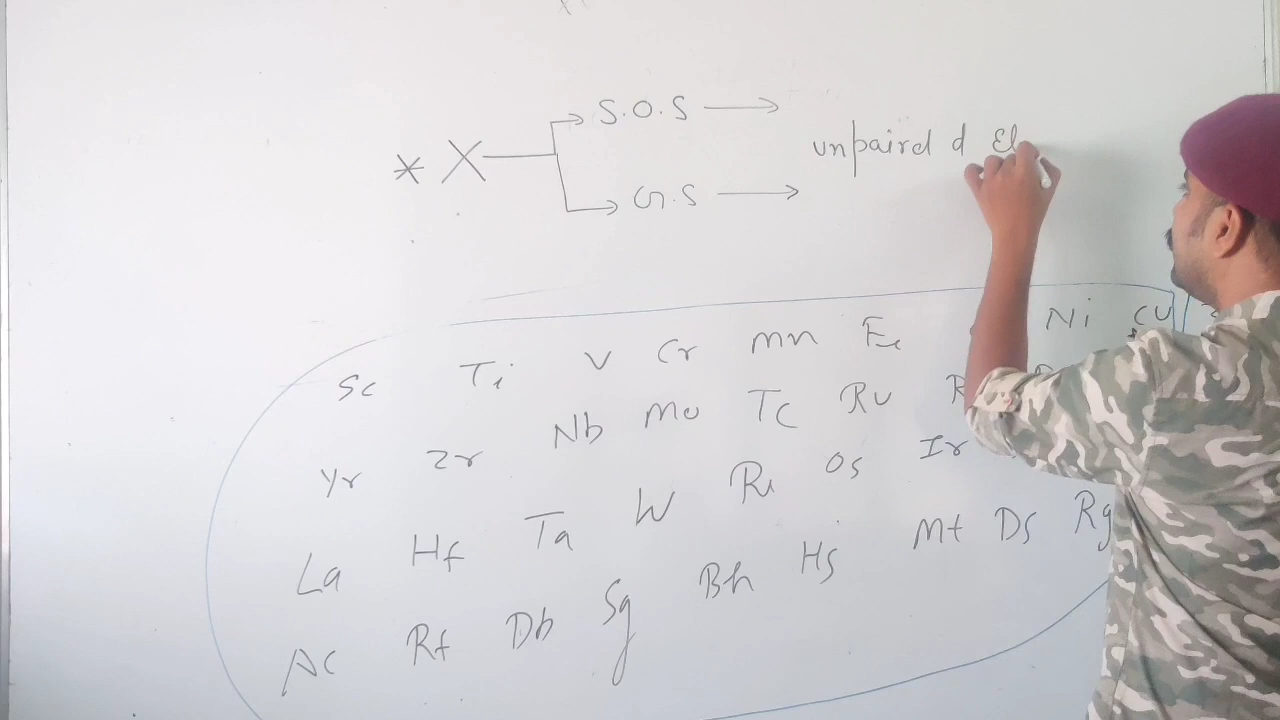 S.O.S
* X
unpaired d El
G.S
Sc Ti V Cr mn Fe Ni Cu
Yr Zr Nb Mo Tc Ru
La Hf Ta W Re Os Ir
Ac Rf Db Sg Bh Hs Mt Ds Rg